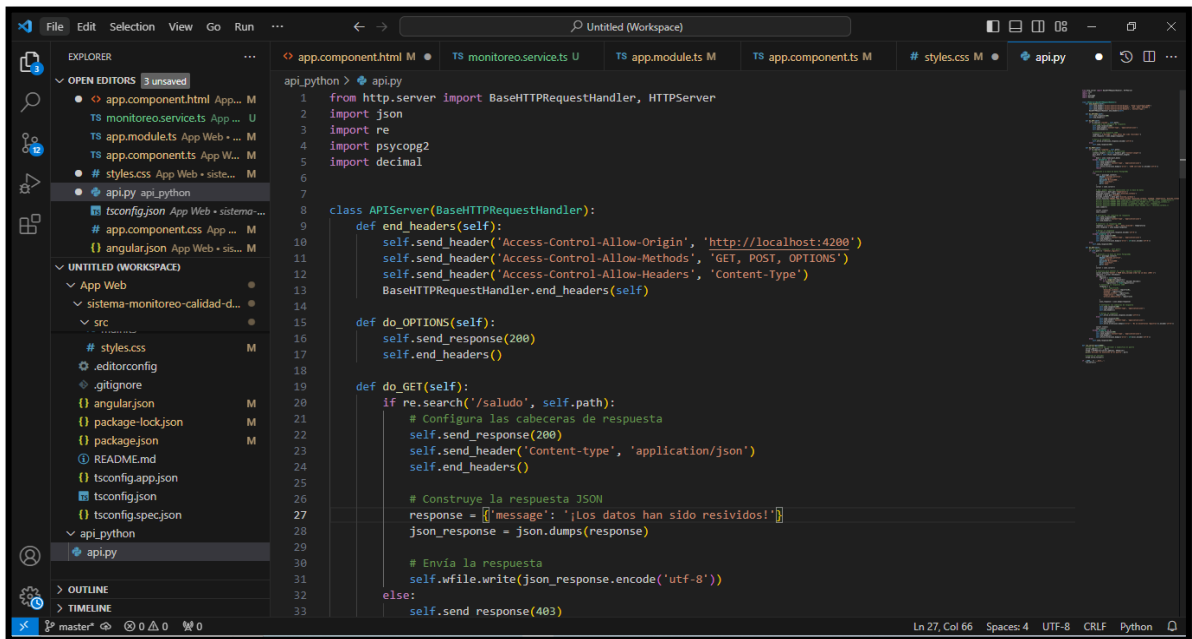 File Edit Selection View Go Run ··· Untitled (Workspace)
EXPLORER ···
OPEN EDITORS 3 unsaved
app.component.html App... M
TS monitoreo.service.ts App ... U
TS app.module.ts App Web • ... M
TS app.component.ts App W... M
# styles.css App Web • siste... M
api.py api_python
tsconfig.json App Web • sistema-...
# app.component.css App ... M
{} angular.json App Web • sis... M
UNTITLED (WORKSPACE)
App Web
sistema-monitoreo-calidad-d...
src
# styles.css M
.editorconfig
.gitignore
{} angular.json M
{} package-lock.json M
{} package.json M
README.md
{} tsconfig.app.json
tsconfig.json
{} tsconfig.spec.json
api_python
api.py
OUTLINE
TIMELINE
3
12
app.component.html M TS monitoreo.service.ts U TS app.module.ts M TS app.component.ts M # styles.css M api.py ···
api_python > api.py
1 from http.server import BaseHTTPRequestHandler, HTTPServer
2 import json
3 import re
4 import psycopg2
5 import decimal
6
7
8 class APIServer(BaseHTTPRequestHandler):
9 def end_headers(self):
10 self.send_header('Access-Control-Allow-Origin', 'http://localhost:4200')
11 self.send_header('Access-Control-Allow-Methods', 'GET, POST, OPTIONS')
12 self.send_header('Access-Control-Allow-Headers', 'Content-Type')
13 BaseHTTPRequestHandler.end_headers(self)
14
15 def do_OPTIONS(self):
16 self.send_response(200)
17 self.end_headers()
18
19 def do_GET(self):
20 if re.search('/saludo', self.path):
21 # Configura las cabeceras de respuesta
22 self.send_response(200)
23 self.send_header('Content-type', 'application/json')
24 self.end_headers()
25
26 # Construye la respuesta JSON
27 response = {'message': '¡Los datos han sido resividos!'}
28 json_response = json.dumps(response)
29
30 # Envía la respuesta
31 self.wfile.write(json_response.encode('utf-8'))
32 else:
33 self.send_response(403)
master* 0 0 0 Ln 27, Col 66 Spaces: 4 UTF-8 CRLF Python